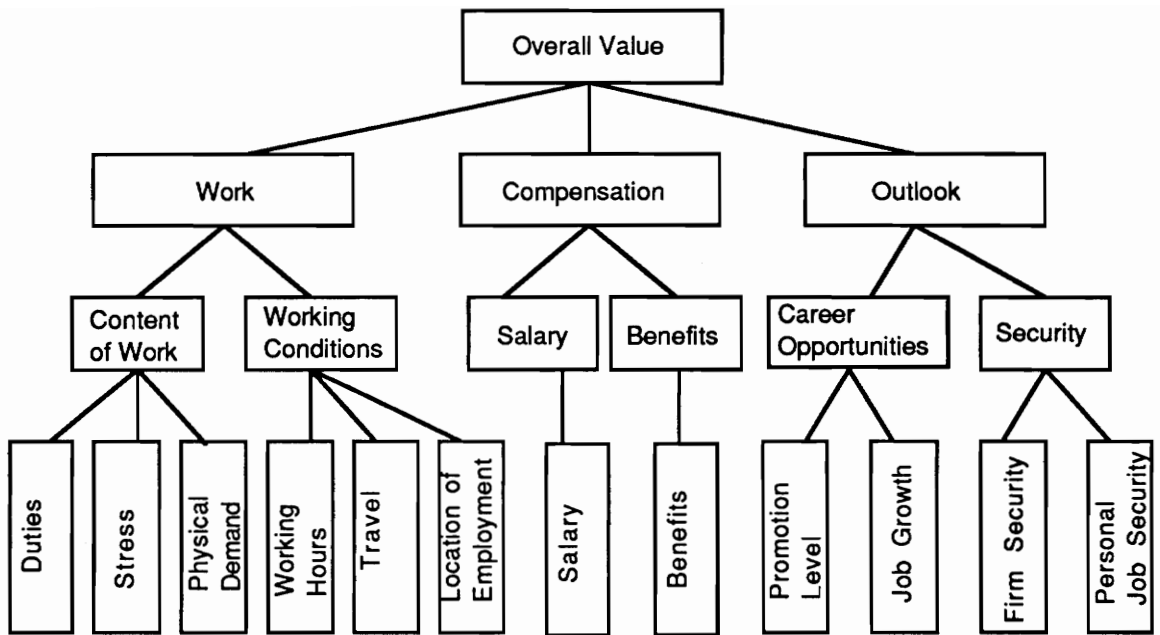 Overall Value
Work
Compensation
Outlook
Content
of Work
Working
Conditions
Salary
Benefits
Career
Opportunities
Security
Duties
Stress
Physical
Demand
Working
Hours
Travel
Location of
Employment
Salary
Benefits
Promotion
Level
Job Growth
Firm Security
Personal
Job Security